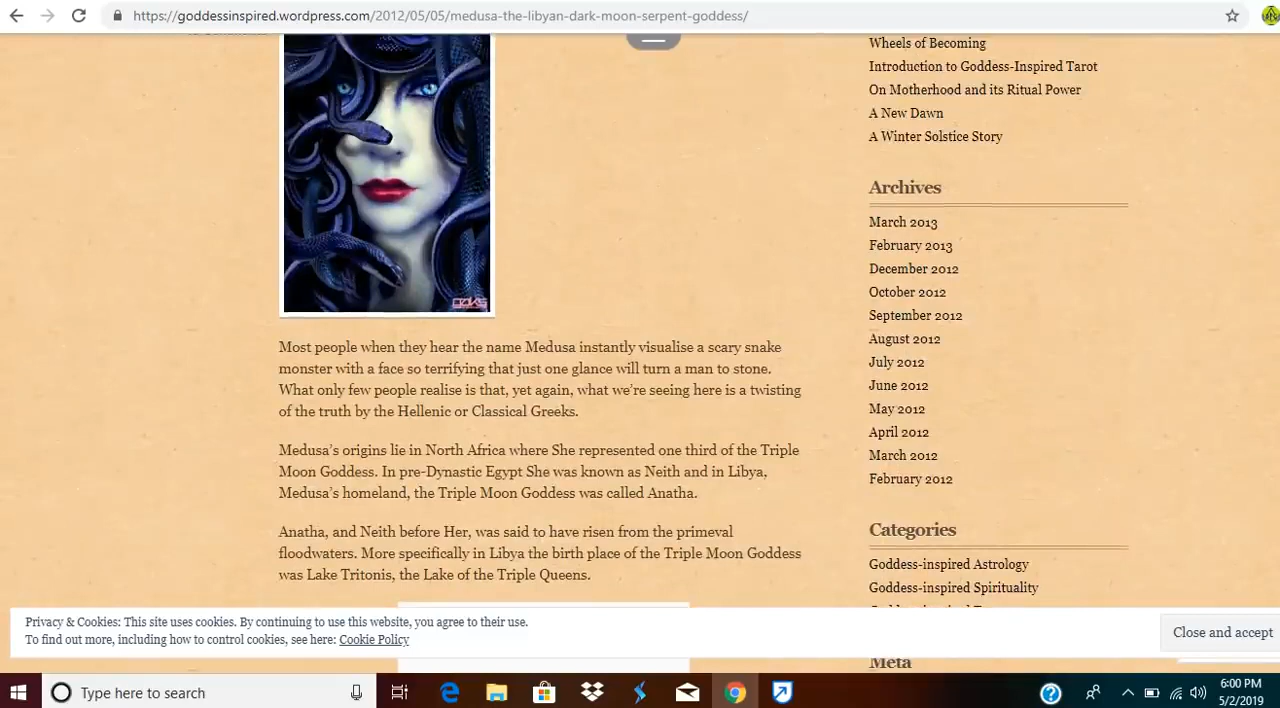 https://goddessinspired.wordpress.com/2012/05/05/medusa-the-libyan-dark-moon-serpent-goddess/
Most people when they hear the name Medusa instantly visualise a scary snake
monster with a face so terrifying that just one glance will turn a man to stone.
What only few people realise is that, yet again, what we're seeing here is a twisting
of the truth by the Hellenic or Classical Greeks.
Medusa's origins lie in North Africa where She represented one third of the Triple
Moon Goddess. In pre-Dynastic Egypt She was known as Neith and in Libya,
Medusa's homeland, the Triple Moon Goddess was called Anatha.
Anatha, and Neith before Her, was said to have risen from the primeval
floodwaters. More specifically in Libya the birth place of the Triple Moon Goddess
was Lake Tritonis, the Lake of the Triple Queens.
Wheels of Becoming
Introduction to Goddess-Inspired Tarot
On Motherhood and its Ritual Power
A New Dawn
A Winter Solstice Story
Archives
March 2013
February 2013
December 2012
October 2012
September 2012
August 2012
July 2012
June 2012
May 2012
April 2012
March 2012
February 2012
Categories
Goddess-inspired Astrology
Goddess-inspired Spirituality
Meta
Privacy & Cookies: This site uses cookies. By continuing to use this website, you agree to their use.
To find out more, including how to control cookies, see here: Cookie Policy
Close and accept
Type here to search
6:00 PM
5/2/2019